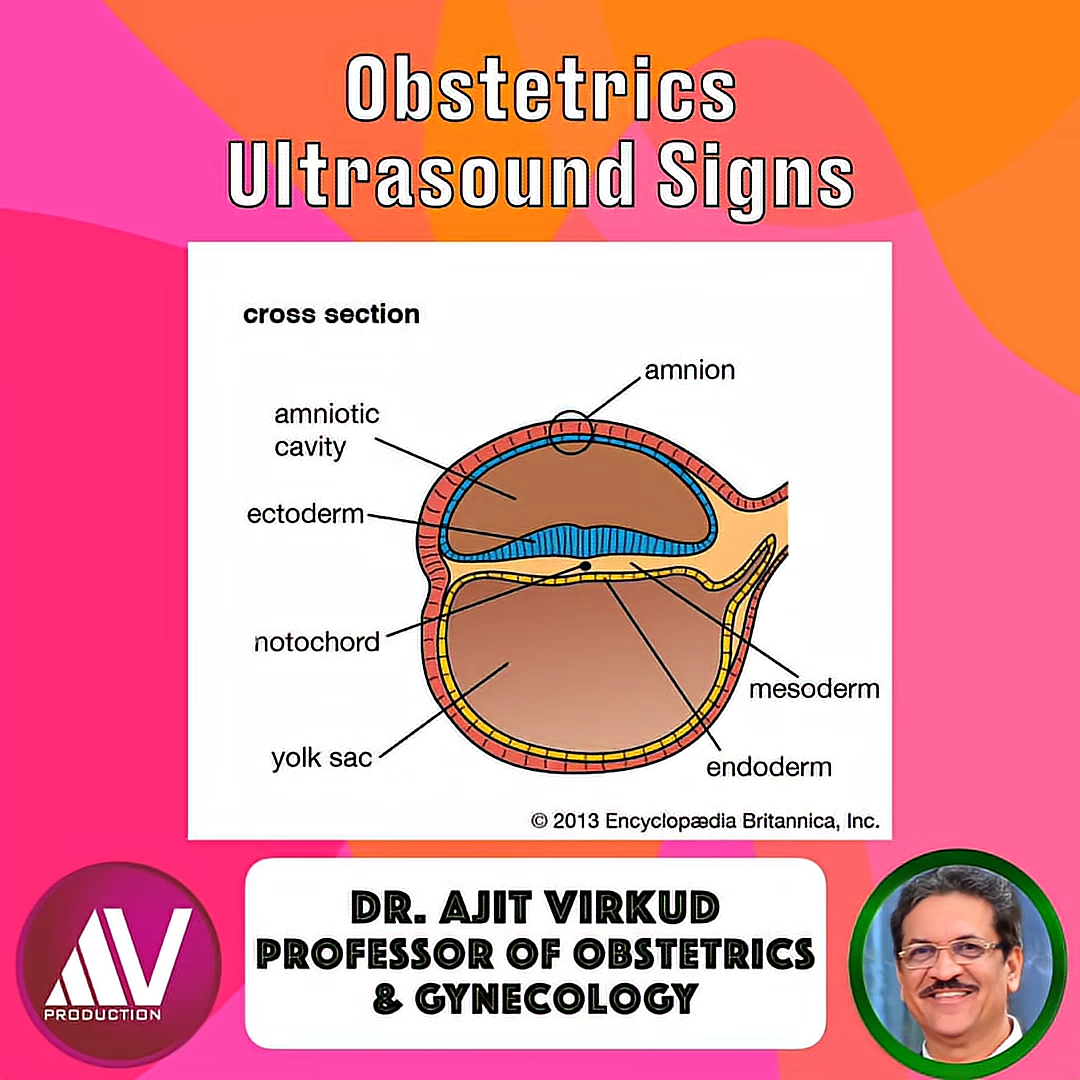 Obstetrics
Ultrasound Signs
cross section
amnion
amniotic
cavity
ectoderm
notochord
mesoderm
yolk sac
endoderm
© 2013 Encyclopædia Britannica, Inc.
AV
PRODUCTION
DR. AJIT VIRKUD
PROFESSOR OF OBSTETRICS
& GYNECOLOGY